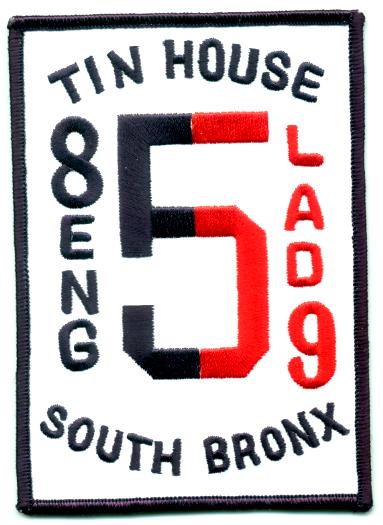 TIN HOUSE
8 5
ENG
LAD
9
SOUTH BRONX